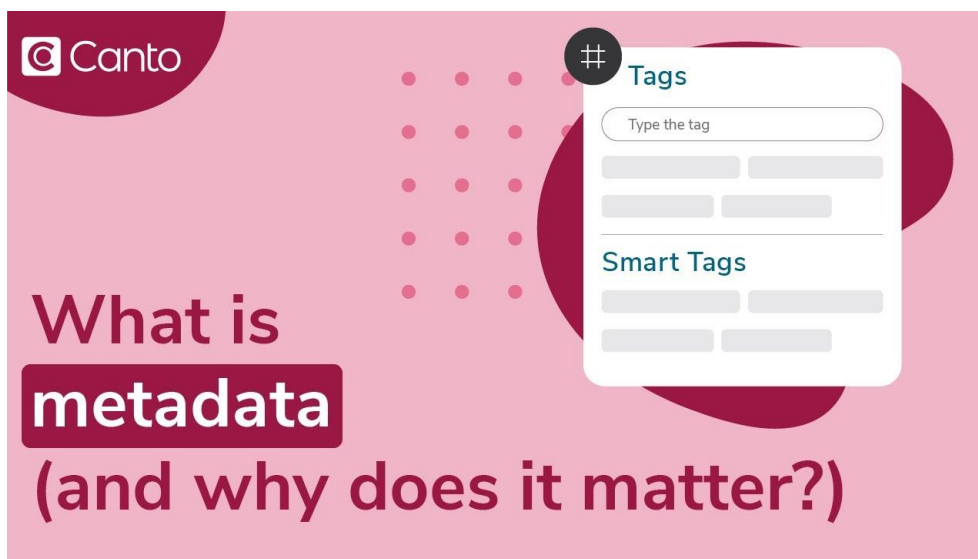 Canto
#
Tags
Type the tag
Smart Tags
What is
metadata
(and why does it matter?)